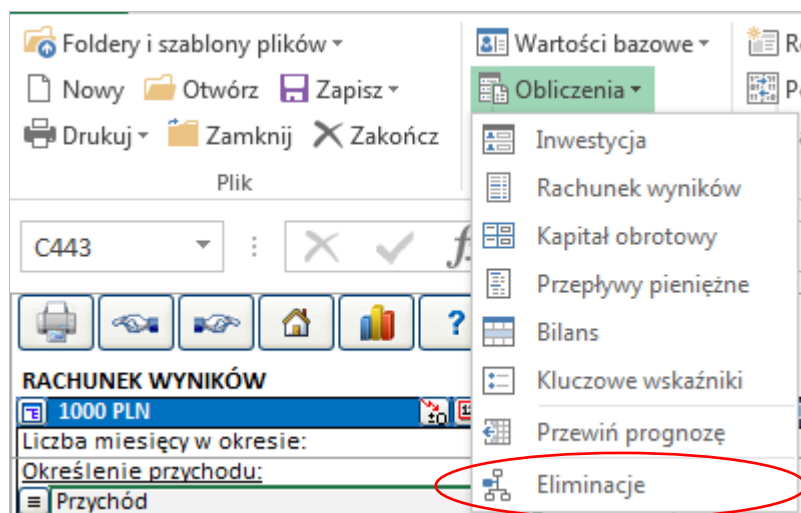 Foldery i szablony plików
Wartości bazowe
Nowy Otwórz Zapisz
Obliczenia
Drukuj Zamknij Zakończ
Plik
Inwestycja
Rachunek wyników
Kapitał obrotowy
Przepływy pieniężne
Bilans
Kluczowe wskaźniki
Przewiń prognozę
Eliminacje
C443
?
RACHUNEK WYNIKÓW
1000 PLN
Liczba miesięcy w okresie:
Określenie przychodu:
Przychód